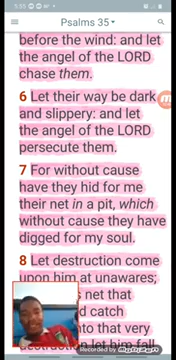 5:55
Psalms 35
before the wind: and let
the angel of the LORD
chase them.
6 Let their way be dark
and slippery: and let
the angel of the LORD
persecute them.
7 For without cause
have they hid for me
their net in a pit, which
without cause they have
digged for my soul.
8 Let destruction come
upon him at unawares;
net that
catch
that very
let him fall
Recorded by